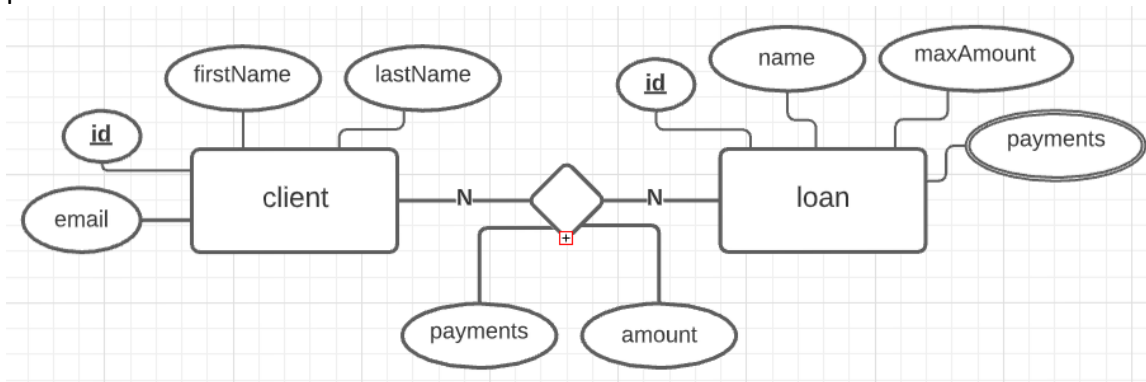 firstName
lastName
id
email
client
N
N
payments
amount
id
name
maxAmount
payments
loan